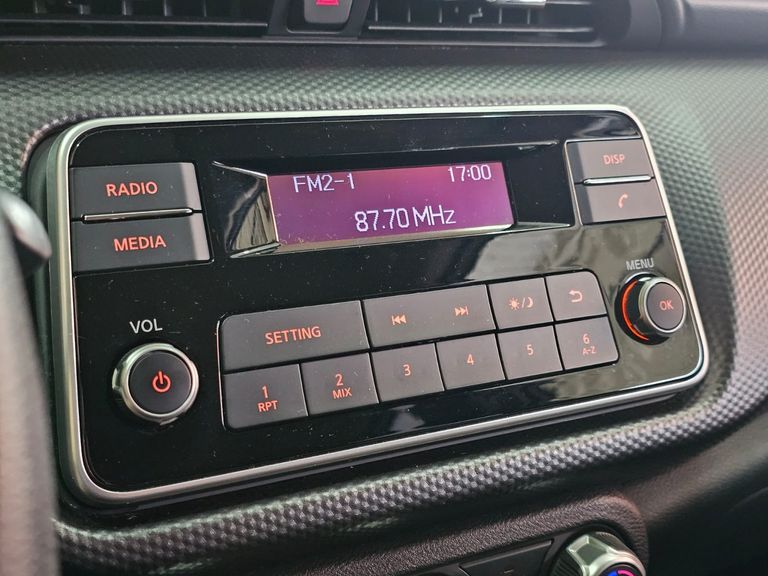 RADIO
MEDIA
FM2-1 17:00
87.70 MHz
DISP
MENU
OK
VOL
SETTING
1 RPT
2 MIX
3
4
5
6 A-Z